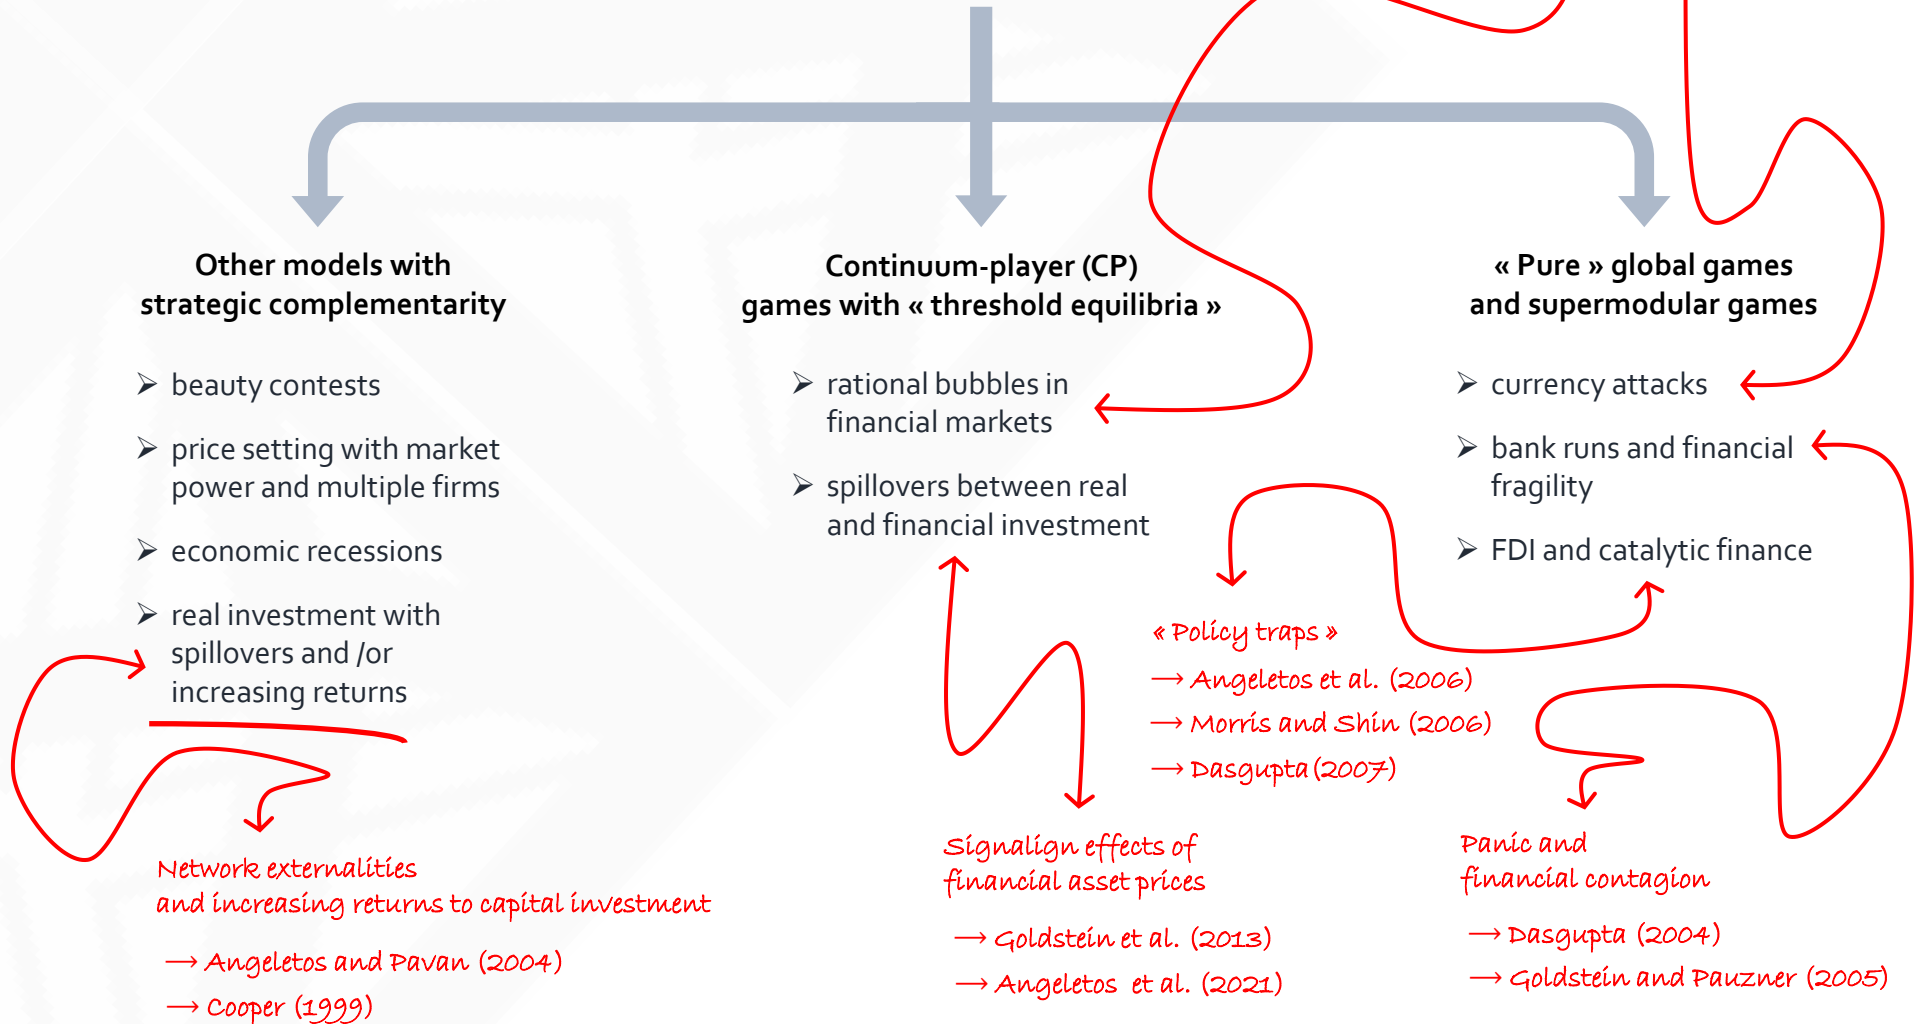 Other models with
strategic complementarity
➢ beauty contests
➢ price setting with market
power and multiple firms
➢ economic recessions
➢ real investment with
spillovers and /or
increasing returns
Network externalities
and increasing returns to capital investment
→ Angeletos and Pavan (2004)
→ Cooper (1999)
Continuum-player (CP)
games with « threshold equilibria »
➢ rational bubbles in
financial markets
➢ spillovers between real
and financial investment
Signalign effects of
financial asset prices
→ Goldstein et al. (2013)
→ Angeletos et al. (2021)
« Policy traps »
→ Angeletos et al. (2006)
→ Morris and Shin (2006)
→ Dasgupta (2007)
« Pure » global games
and supermodular games
➢ currency attacks
➢ bank runs and financial
fragility
➢ FDI and catalytic finance
Panic and
financial contagion
→ Dasgupta (2004)
→ Goldstein and Pauzner (2005)